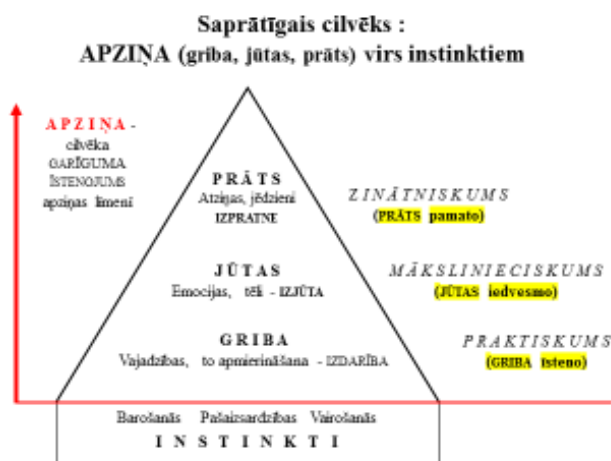 Saprātīgais cilvēks :
APZIŅA (griba, jūtas, prāts) virs instinktiem
APZIŅA -
cilvēka
GARĪGUMA
ĪSTENOJUMS
apziņas līmenī
PRĀTS
Atziņas, jēdzieni
IZPRATNE
ZINĀTNISKUMS
(PRĀTS pamato)
JŪTAS
Emocijas, tēli - IZJŪTA
MĀKSLINIECISKUMS
(JŪTAS iedvesmo)
GRIBA
Vajadzības, to apmierināšana - IZDARĪBA
PRAKTISKUMS
(GRIBA īsteno)
Barošanās Pašaizsardzības Vairošanās
INSTINKTI